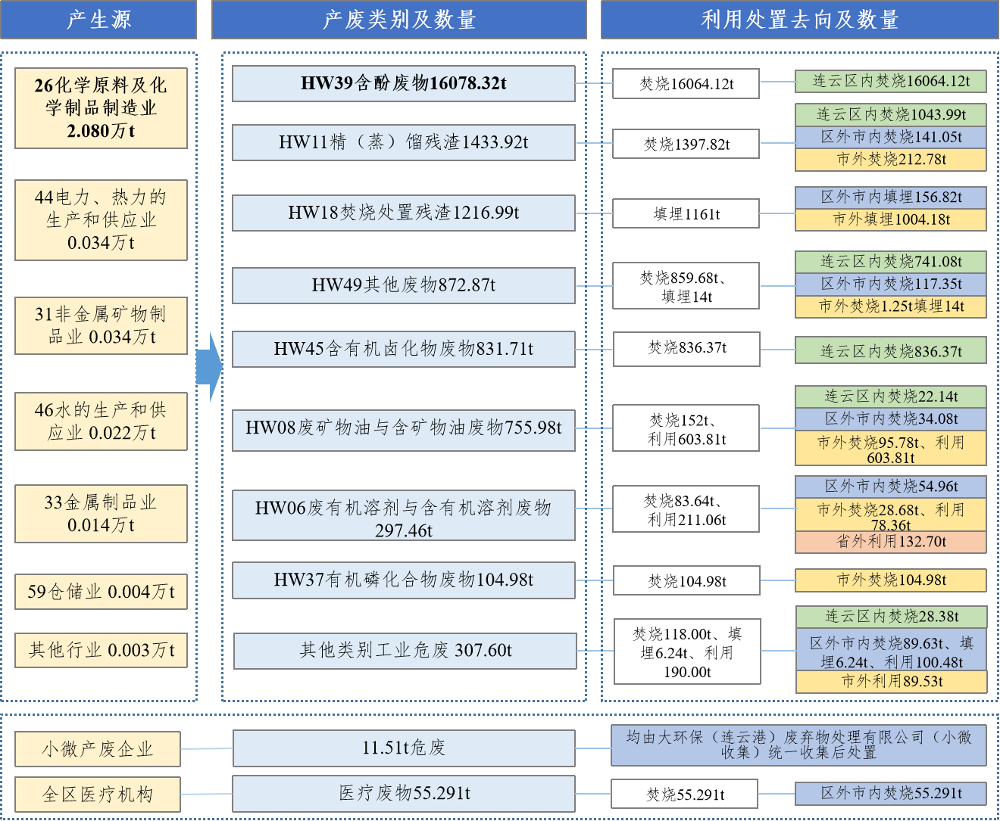 产生源
产废类别及数量
利用处置去向及数量
26化学原料及化
学制品制造业
2.080万t
44电力、热力的
生产和供应业
0.034万t
31非金属矿物制
品业 0.034万t
46水的生产和供
应业 0.022万t
33金属制品业
0.014万t
59仓储业 0.004万t
其他行业 0.003万t
HW39含酚废物16078.32t
焚烧16064.12t
连云区内焚烧16064.12t
HW11精（蒸）馏残渣1433.92t
焚烧1397.82t
连云区内焚烧1043.99t
区外市内焚烧141.05t
市外焚烧212.78t
HW18焚烧处置残渣1216.99t
填埋1161t
区外市内填埋156.82t
市外填埋1004.18t
HW49其他废物872.87t
焚烧859.68t、
填埋14t
连云区内焚烧741.08t
区外市内焚烧117.35t
市外焚烧1.25t填埋14t
HW45含有机卤化物废物831.71t
焚烧836.37t
连云区内焚烧836.37t
HW08废矿物油与含矿物油废物755.98t
焚烧152t、
利用603.81t
连云区内焚烧22.14t
区外市内焚烧34.08t
市外焚烧95.78t、利用
603.81t
HW06废有机溶剂与含有机溶剂废物
297.46t
焚烧83.64t、
利用211.06t
区外市内焚烧54.96t
市外焚烧28.68t、利用
78.36t
省外利用132.70t
HW37有机磷化合物废物104.98t
焚烧104.98t
市外焚烧104.98t
其他类别工业危废 307.60t
焚烧118.00t、填
埋6.24t、利用
190.00t
连云区内焚烧28.38t
区外市内焚烧89.63t、填
埋6.24t、利用100.48t
市外利用89.53t
小微产废企业
11.51t危废
均由大环保（连云港）废弃物处理有限公司（小微
收集）统一收集后处置
全区医疗机构
医疗废物55.291t
焚烧55.291t
区外市内焚烧55.291t